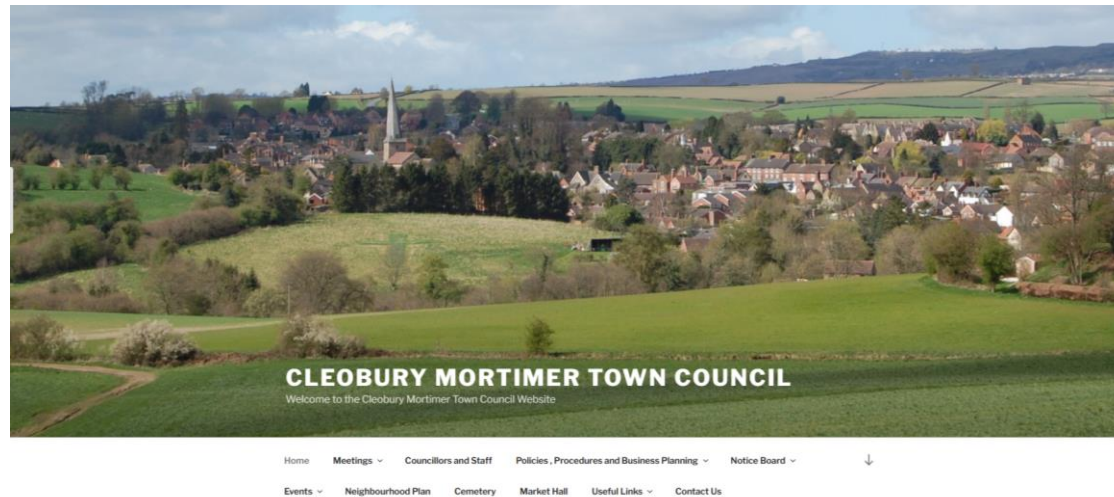 CLEOBURY MORTIMER TOWN COUNCIL
Welcome to the Cleobury Mortimer Town Council Website
Home Meetings Councillors and Staff Policies , Procedures and Business Planning Notice Board
Events Neighbourhood Plan Cemetery Market Hall Useful Links Contact Us